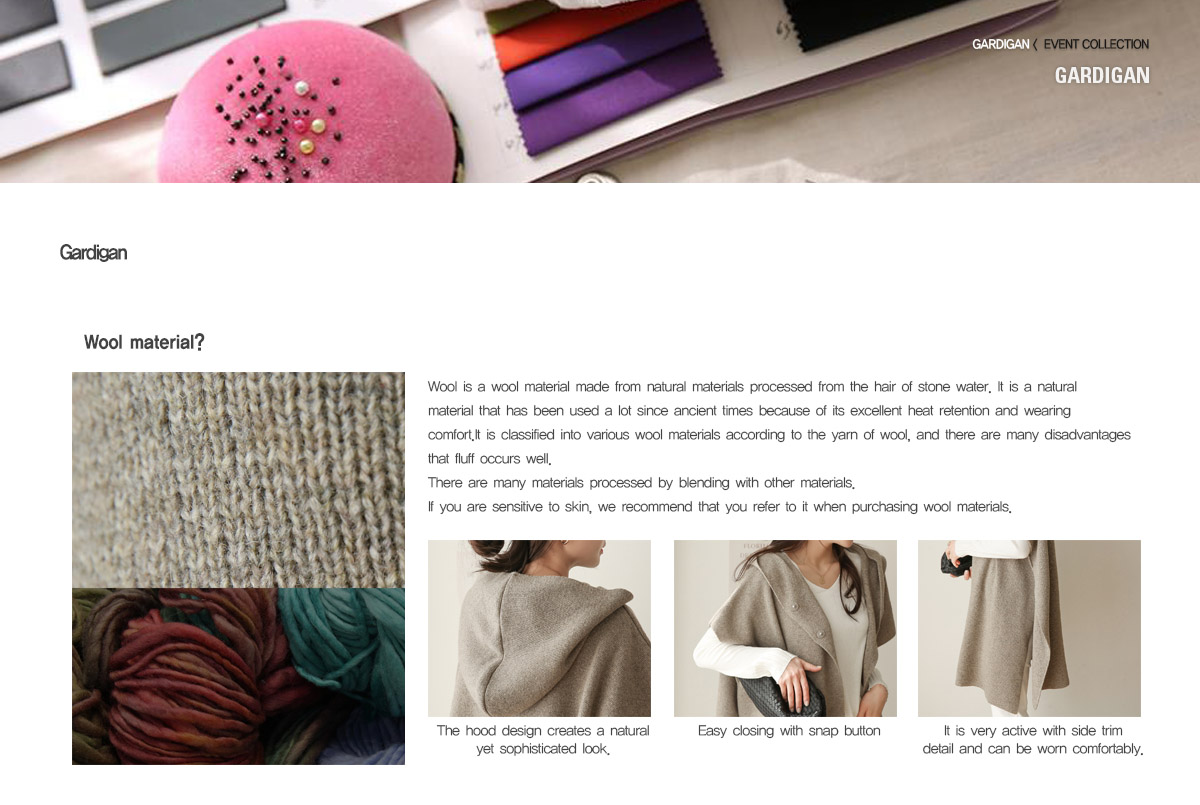 GARDIGAN < EVENT COLLECTION
GARDIGAN
Gardigan
Wool material?
Wool is a wool material made from natural materials processed from the hair of stone water. It is a natural
material that has been used a lot since ancient times because of its excellent heat retention and wearing
comfort.It is classified into various wool materials according to the yarn of wool, and there are many disadvantages
that fluff occurs well.
There are many materials processed by blending with other materials.
If you are sensitive to skin, we recommend that you refer to it when purchasing wool materials.
The hood design creates a natural
yet sophisticated look.
Easy closing with snap button
It is very active with side trim
detail and can be worn comfortably.